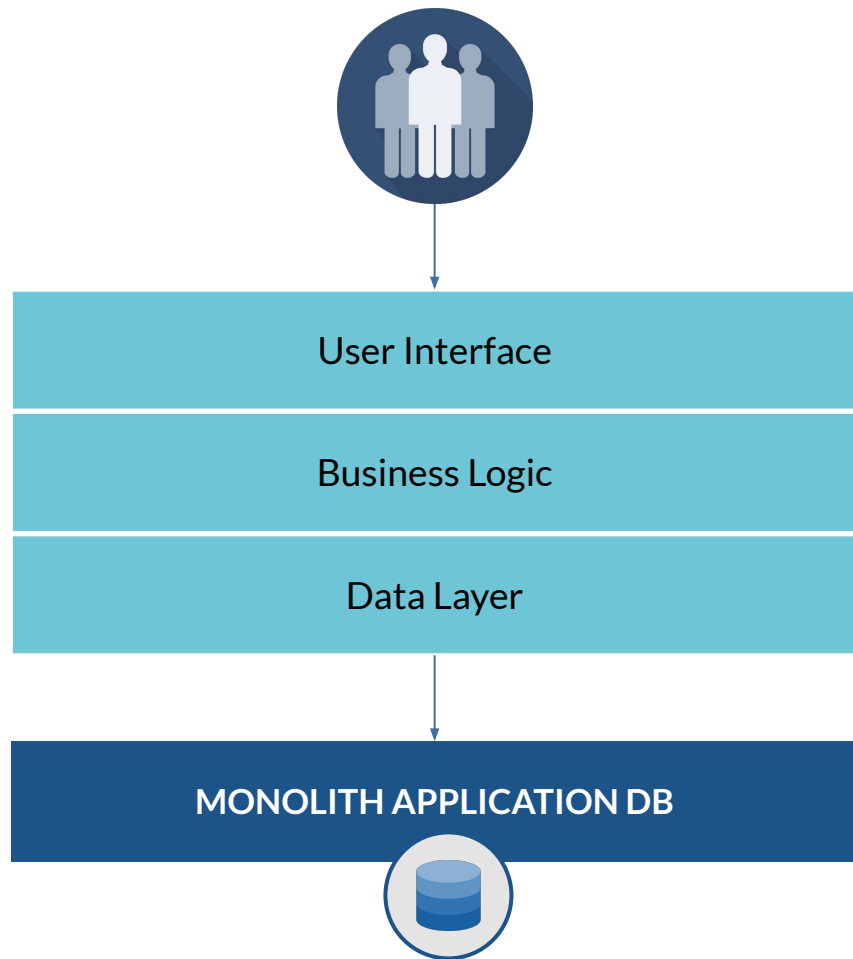 User Interface
Business Logic
Data Layer
MONOLITH APPLICATION DB